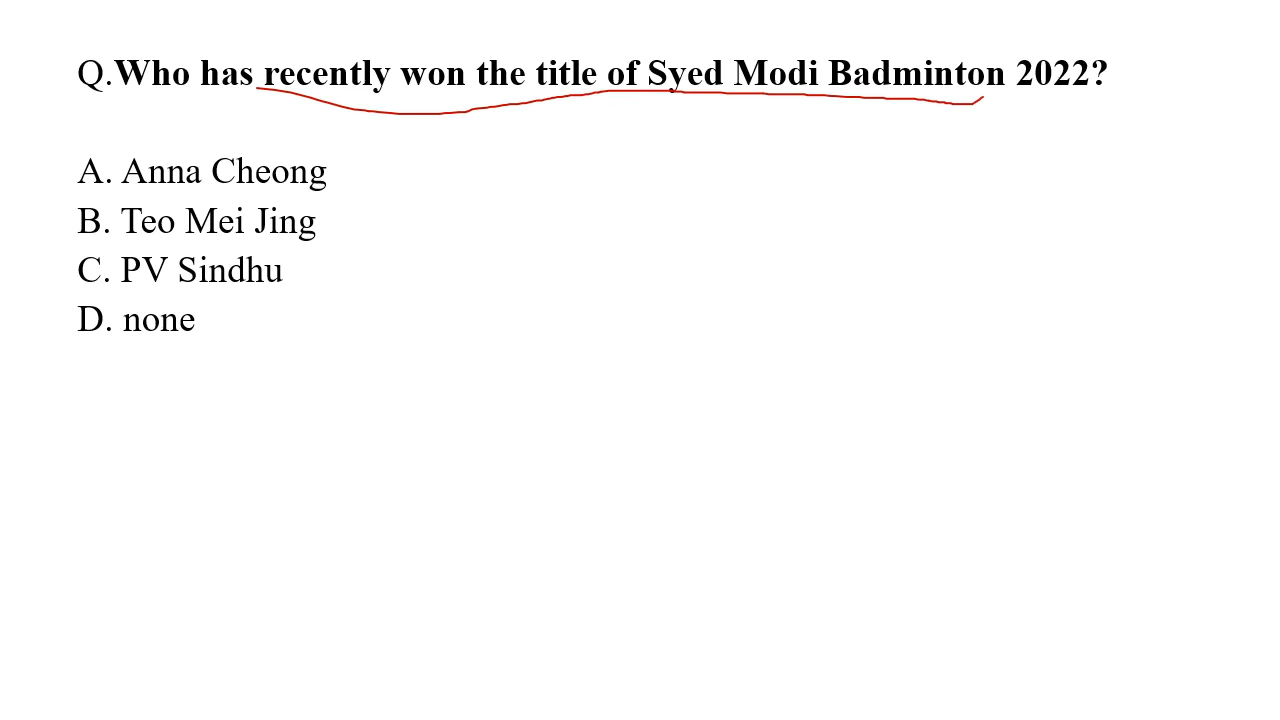 Q.Who has recently won the title of Syed Modi Badminton 2022?
A. Anna Cheong
B. Teo Mei Jing
C. PV Sindhu
D. none